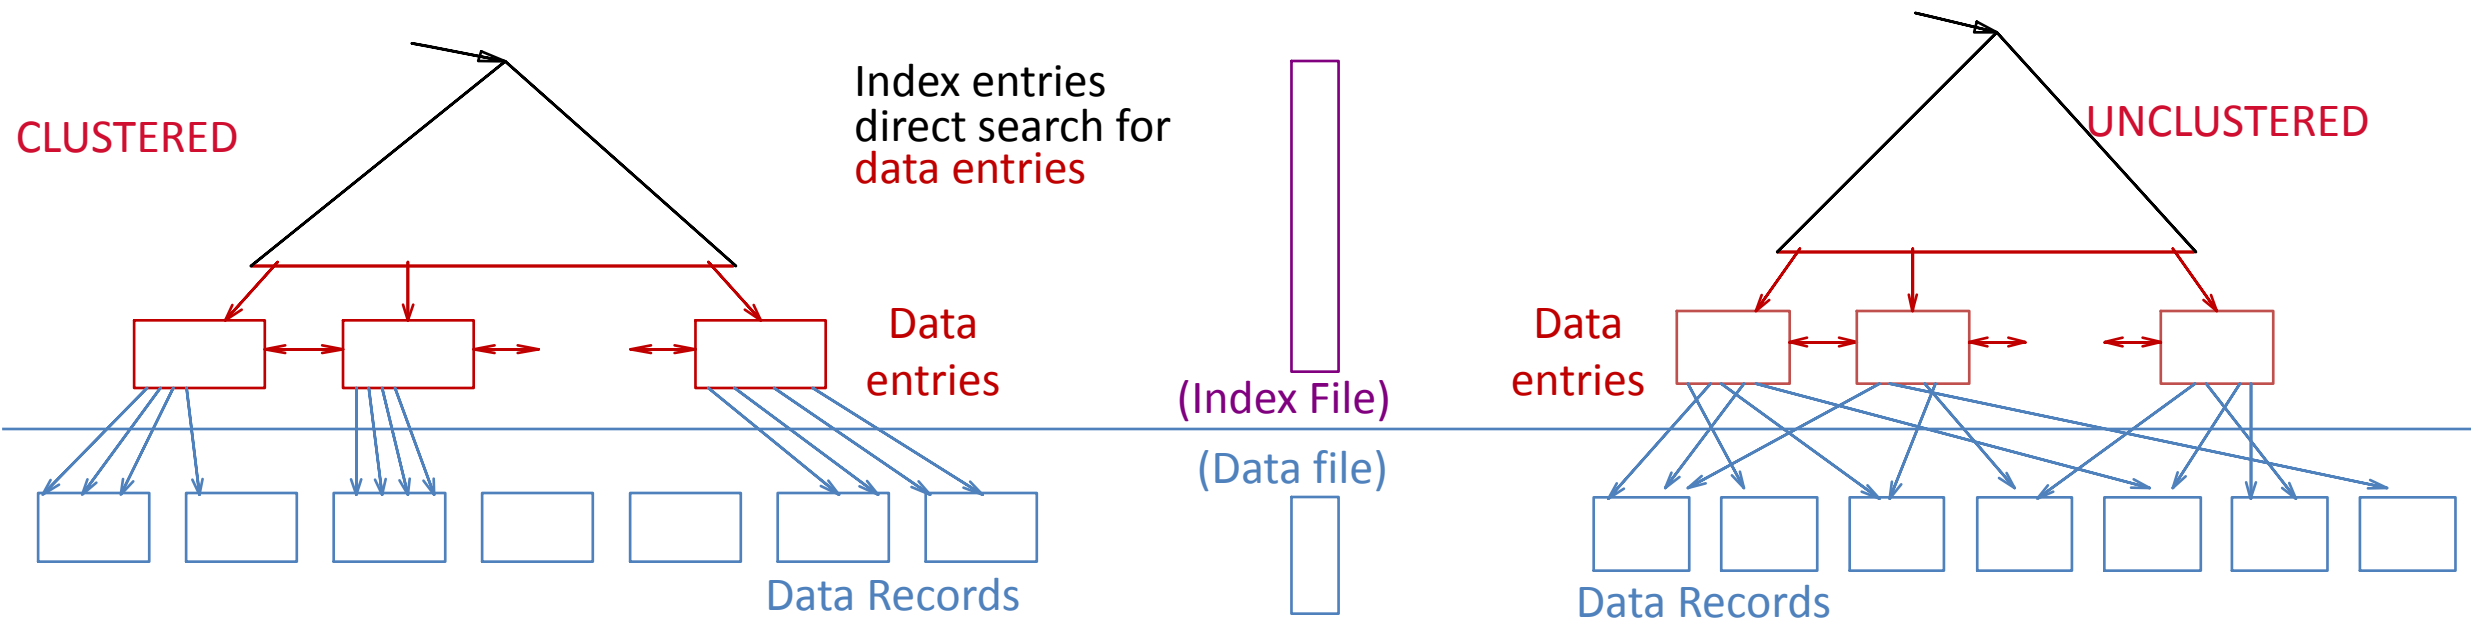 CLUSTERED
Index entries
direct search for
data entries
UNCLUSTERED
Data
entries
(Index File)
Data
entries
(Data file)
Data Records
Data Records